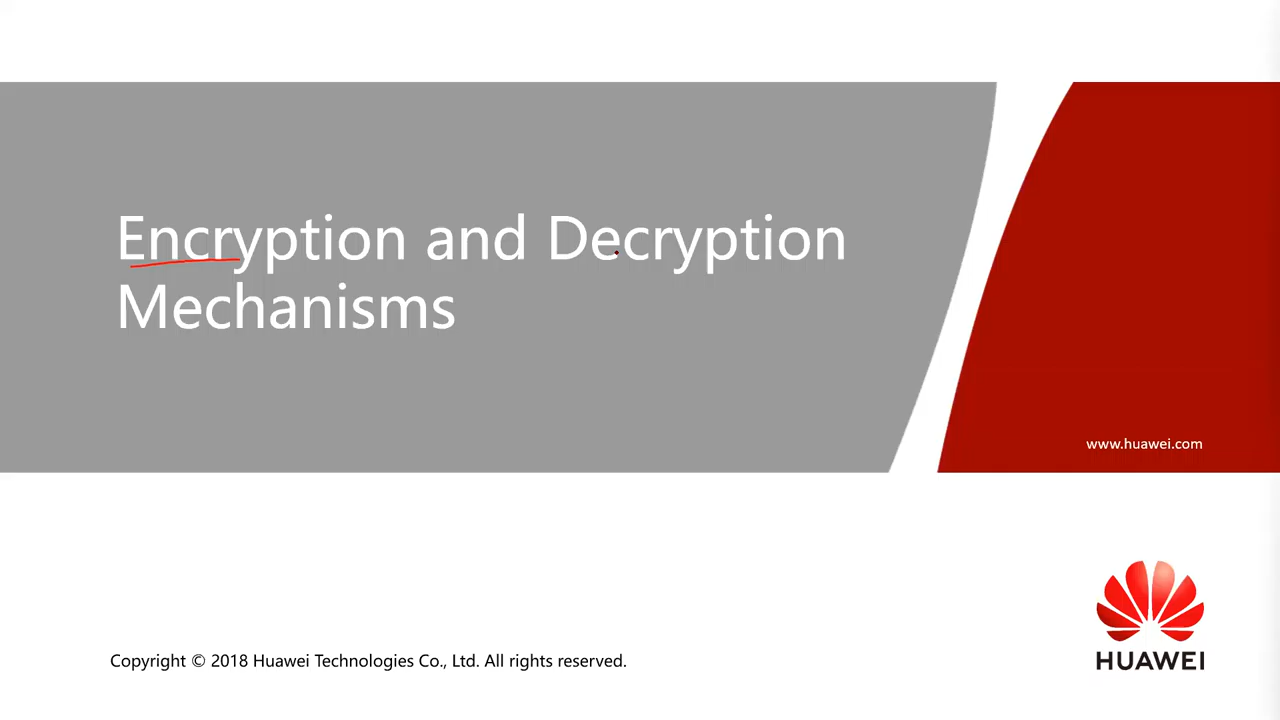 Encryption and Decryption
Mechanisms
www.huawei.com
HUAWEI
Copyright © 2018 Huawei Technologies Co., Ltd. All rights reserved.